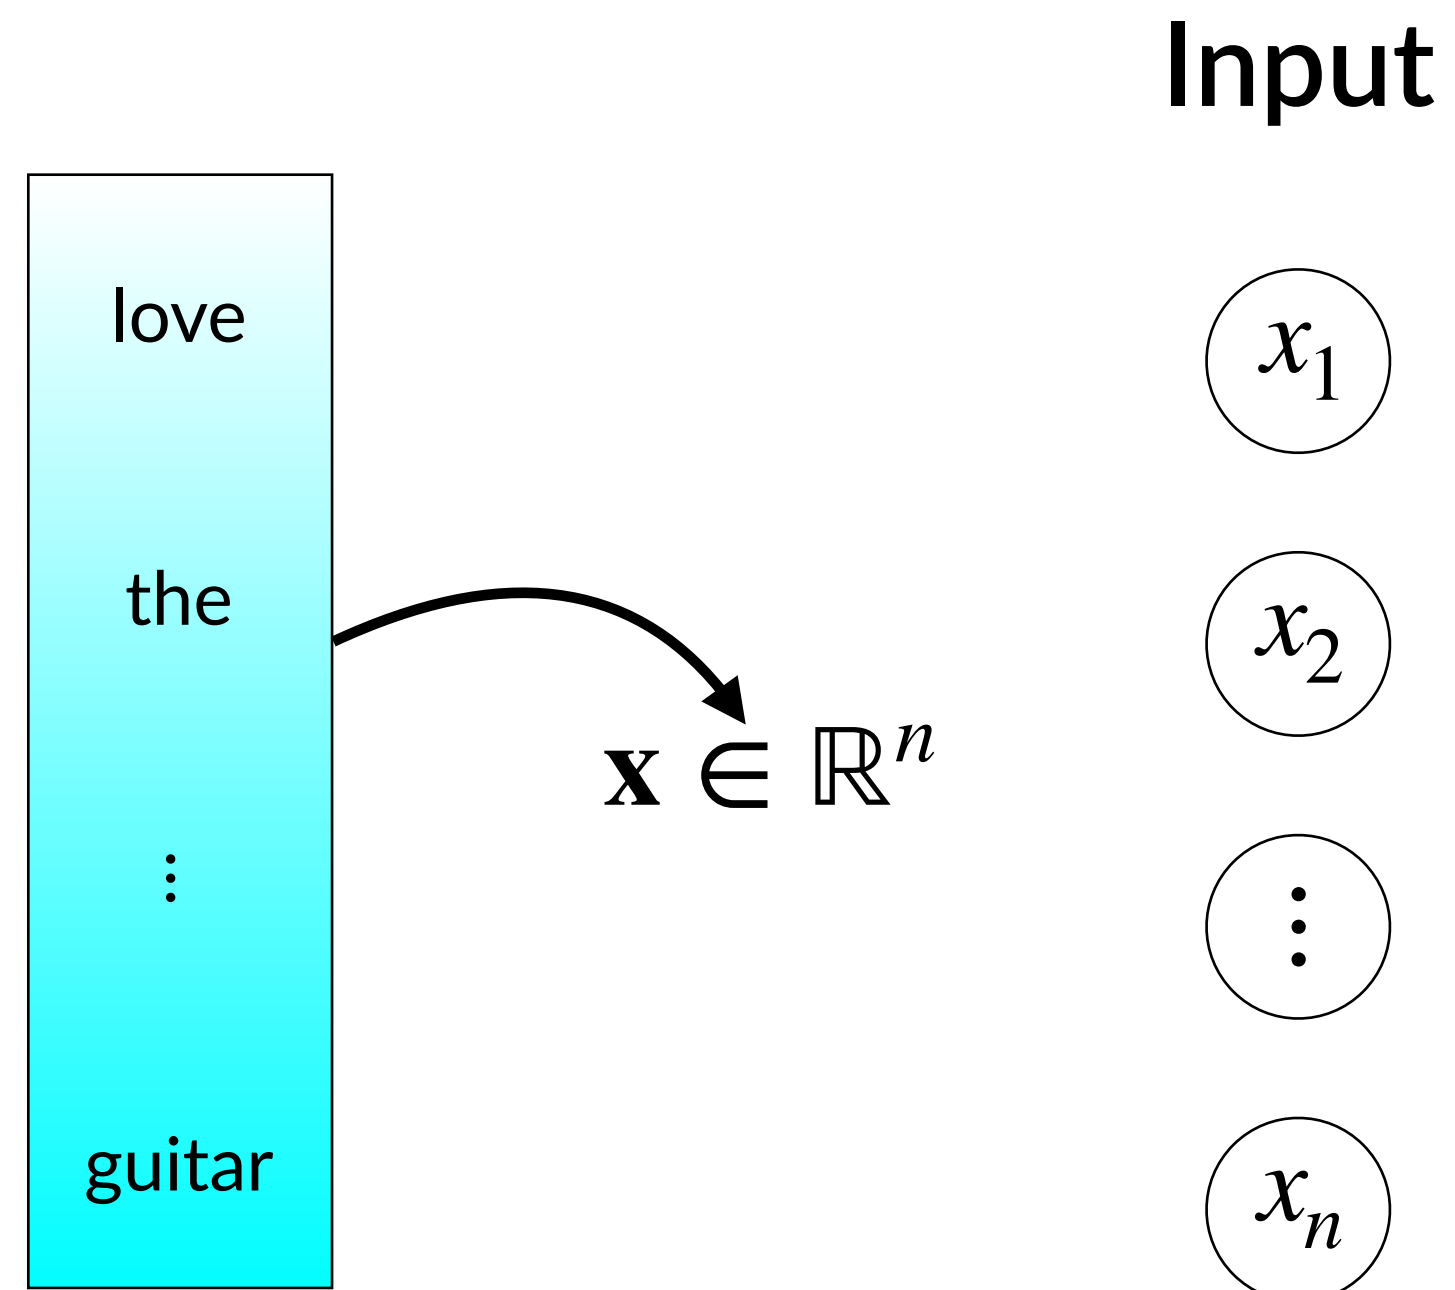 Input
love
the
⋮
guitar
𝐱 ∈ ℝⁿ
x₁
x₂
⋮
xₙ